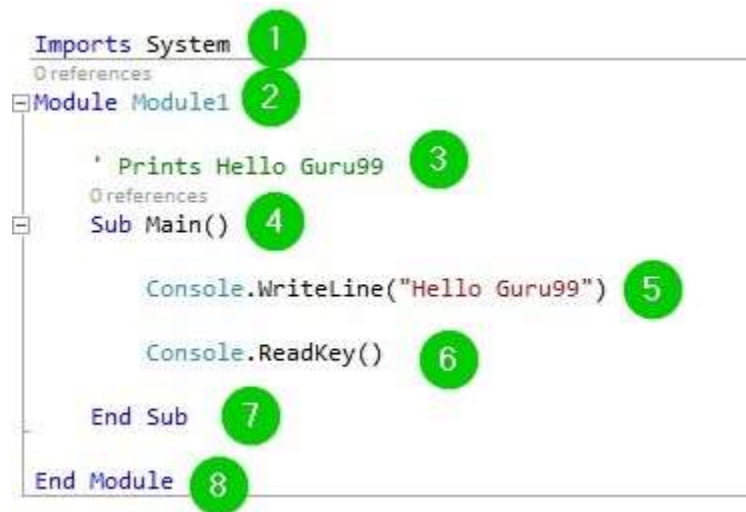 Imports System 1
0 references
Module Module1 2
' Prints Hello Guru99 3
0 references
Sub Main() 4
Console.WriteLine("Hello Guru99") 5
Console.ReadKey() 6
End Sub 7
End Module 8